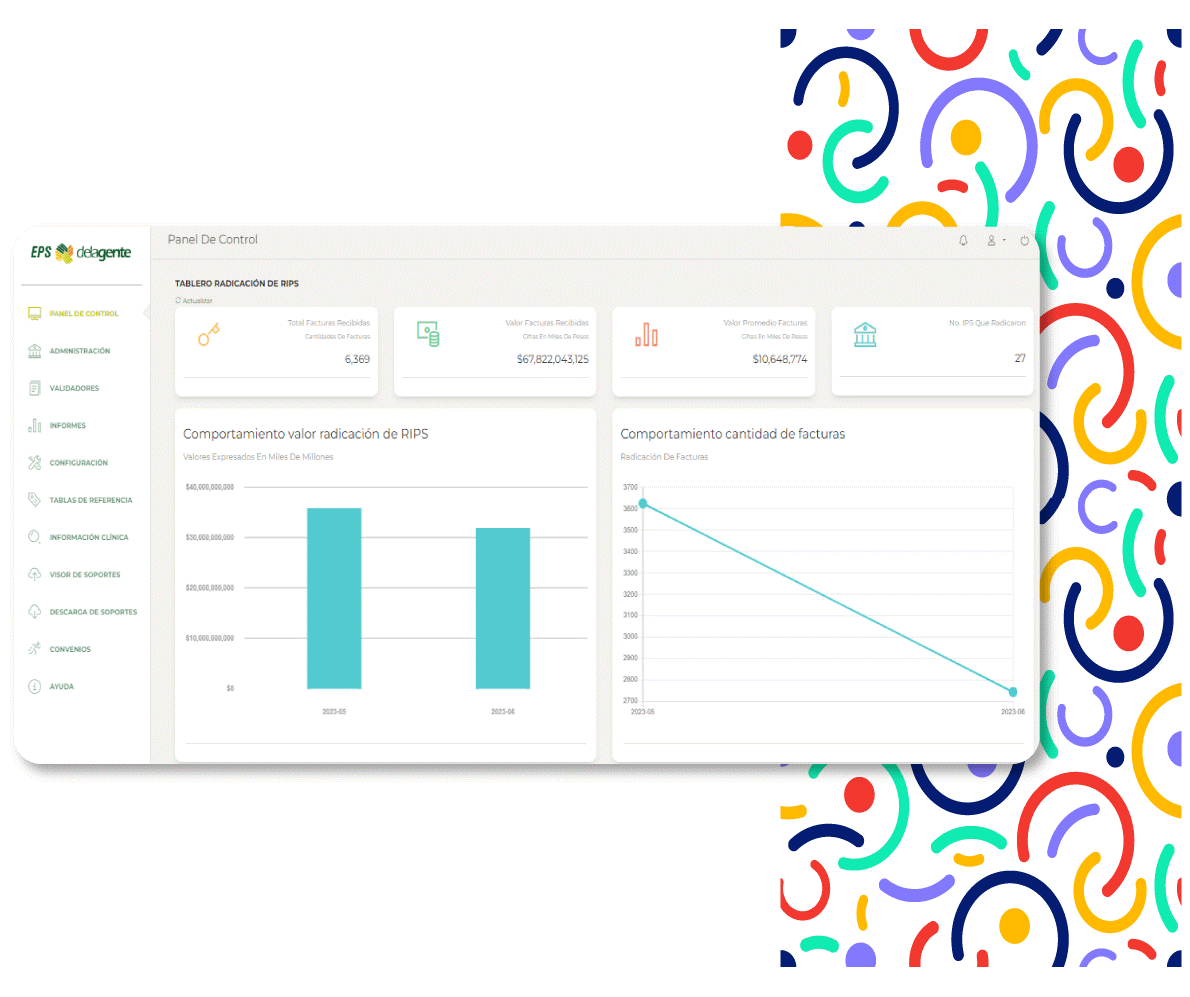 EPS delagente
Panel De Control
PANEL DE CONTROL
ADMINISTRACIÓN
VALIDADORES
INFORMES
CONFIGURACIÓN
TABLAS DE REFERENCIA
INFORMACIÓN CLÍNICA
VISOR DE SOPORTES
DESCARGA DE SOPORTES
CONVENIOS
AYUDA
TABLERO RADICACIÓN DE RIPS
Actualizar
Total Facturas Recibidas
Cantidades De Facturas
6,369
Valor Facturas Recibidas
Cifras En Miles De Pesos
$67,822,043,125
Valor Promedio Facturas
Cifras En Miles De Pesos
$10,648,774
No. IPS Que Radicaron
27
Comportamiento valor radicación de RIPS
Valores Expresados En Miles De Millones
$40,000,000,000
$30,000,000,000
$20,000,000,000
$10,000,000,000
$0
2023-05 2023-06
Comportamiento cantidad de facturas
Radicación De Facturas
3700
3600
3500
3400
3300
3200
3100
3000
2900
2800
2700
2023-05 2023-06